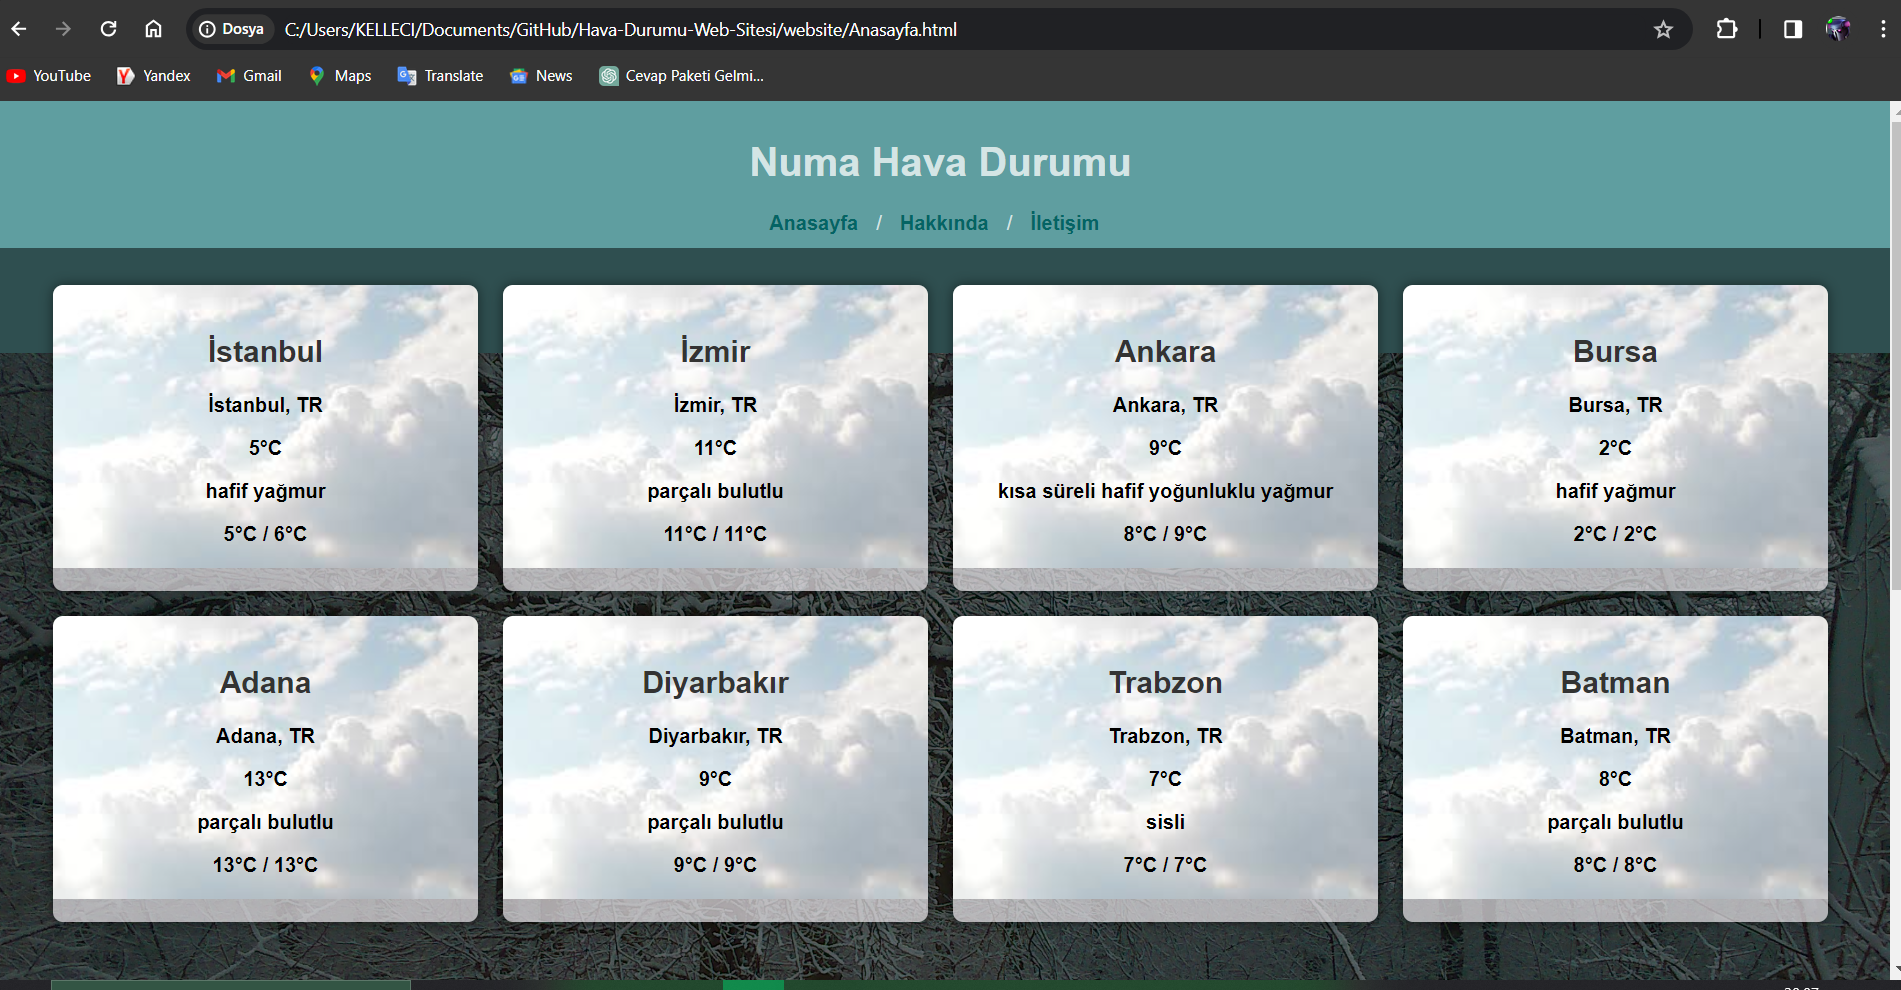 Dosya C:/Users/KELLECI/Documents/GitHub/Hava-Durumu-Web-Sitesi/website/Anasayfa.html
YouTube Yandex Gmail Maps Translate News Cevap Paketi Gelmi...
Numa Hava Durumu
Anasayfa / Hakkında / İletişim
İstanbul
İstanbul, TR
5°C
hafif yağmur
5°C / 6°C
İzmir
İzmir, TR
11°C
parçalı bulutlu
11°C / 11°C
Ankara
Ankara, TR
9°C
kısa süreli hafif yoğunluklu yağmur
8°C / 9°C
Bursa
Bursa, TR
2°C
hafif yağmur
2°C / 2°C
Adana
Adana, TR
13°C
parçalı bulutlu
13°C / 13°C
Diyarbakır
Diyarbakır, TR
9°C
parçalı bulutlu
9°C / 9°C
Trabzon
Trabzon, TR
7°C
sisli
7°C / 7°C
Batman
Batman, TR
8°C
parçalı bulutlu
8°C / 8°C